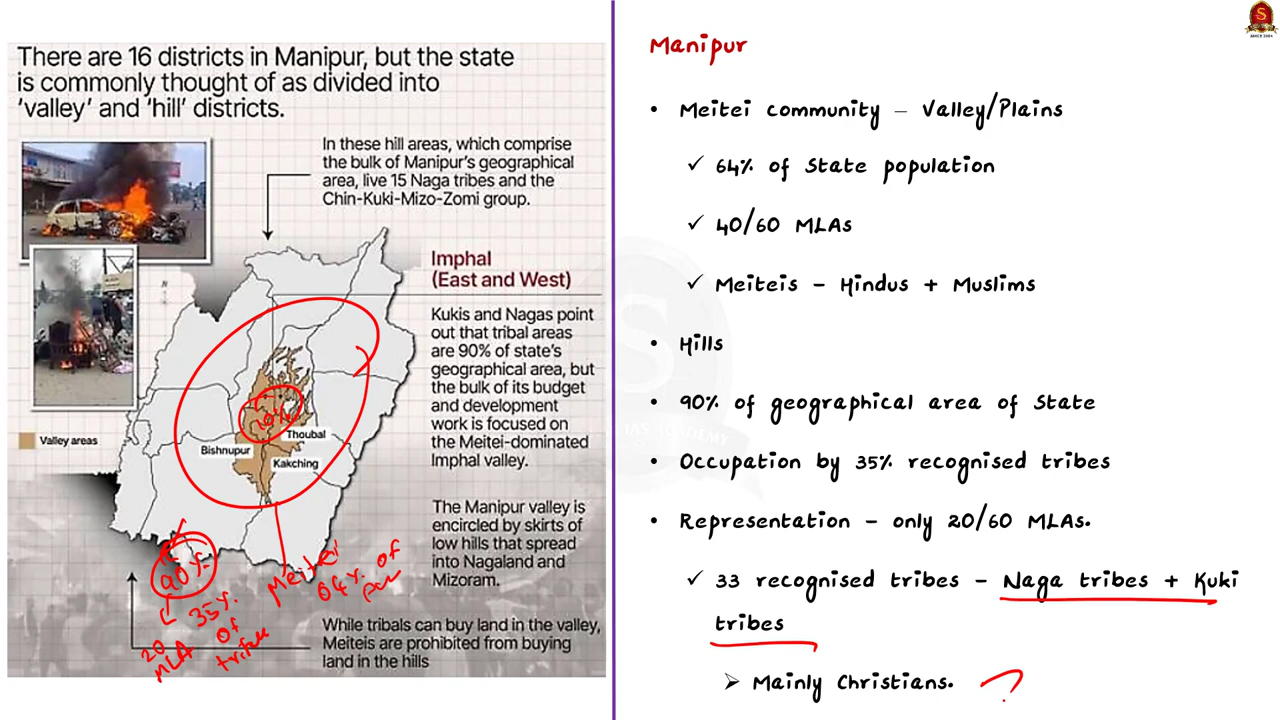 There are 16 districts in Manipur, but the state
is commonly thought of as divided into
'valley' and 'hill' districts.
In these hill areas, which comprise
the bulk of Manipur's geographical
area, live 15 Naga tribes and the
Chin-Kuki-Mizo-Zomi group.
N
Imphal
(East and West)
Kukis and Nagas point
out that tribal areas
are 90% of state's
geographical area, but
the bulk of its budget
and development
work is focused on
the Meitei-dominated
Imphal valley.
Valley areas
10%
Thoubal
Bishnupur
Kakching
The Manipur valley is
encircled by skirts of
low hills that spread
into Nagaland and
Mizoram.
90%
35%
of
tribals
20
MLA
Meitei
64% of
While tribals can buy land in the valley,
Meiteis are prohibited from buying
land in the hills
S
SINCE 2004
Manipur
• Meitei community – Valley/Plains
✓ 64% of State population
✓ 40/60 MLAs
✓ Meiteis – Hindus + Muslims
• Hills
• 90% of geographical area of State
• Occupation by 35% recognised tribes
• Representation – only 20/60 MLAs.
✓ 33 recognised tribes – Naga tribes + Kuki
tribes
➢ Mainly Christians.